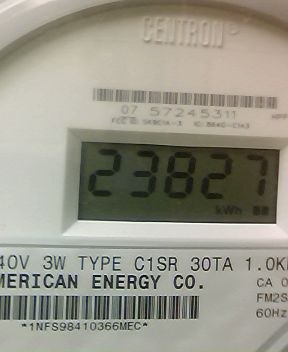 CENTRON®
07 57245311
23827
kWh
40V 3W TYPE C1SR 30TA 1.0K
MERICAN ENERGY CO.
CA 0
FM2S
60Hz
*1NFS98410366MEC*